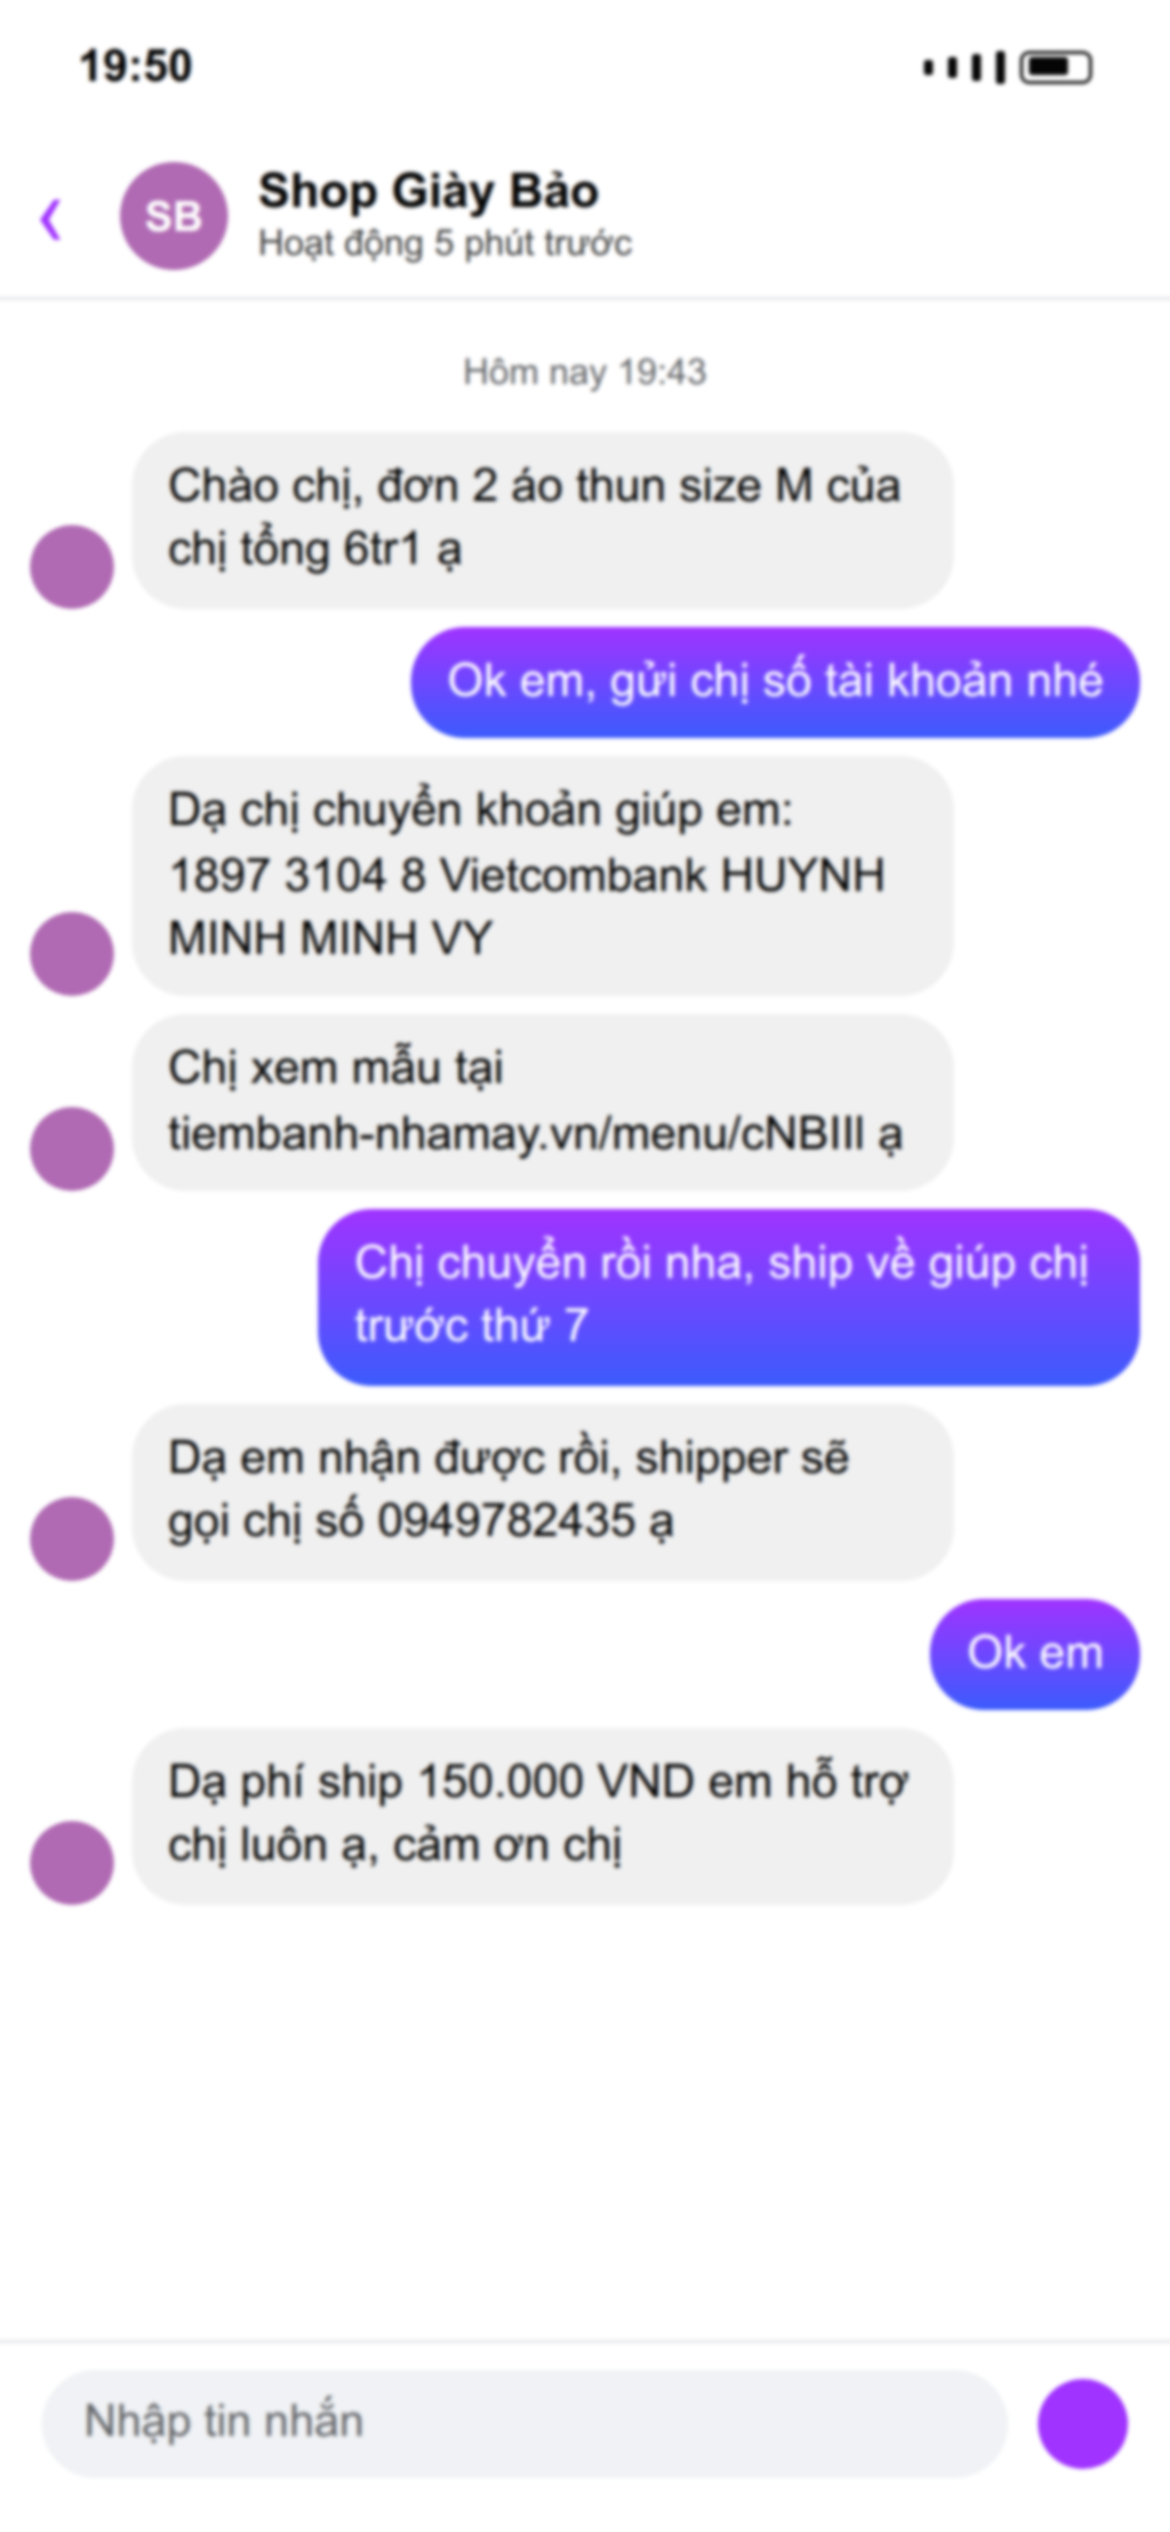 19:50
SB
Shop Giày Bảo
Hoạt động 5 phút trước
Hôm nay 19:43
Chào chị, đơn 2 áo thun size M của
chị tổng 6tr1 ạ
Ok em, gửi chị số tài khoản nhé
Dạ chị chuyển khoản giúp em:
1897 3104 8 Vietcombank HUYNH
MINH MINH VY
Chị xem mẫu tại
tiembanh-nhamay.vn/menu/cNBIll ạ
Chị chuyển rồi nha, ship về giúp chị
trước thứ 7
Dạ em nhận được rồi, shipper sẽ
gọi chị số 0949782435 ạ
Ok em
Dạ phí ship 150.000 VND em hỗ trợ
chị luôn ạ, cảm ơn chị
Nhập tin nhắn